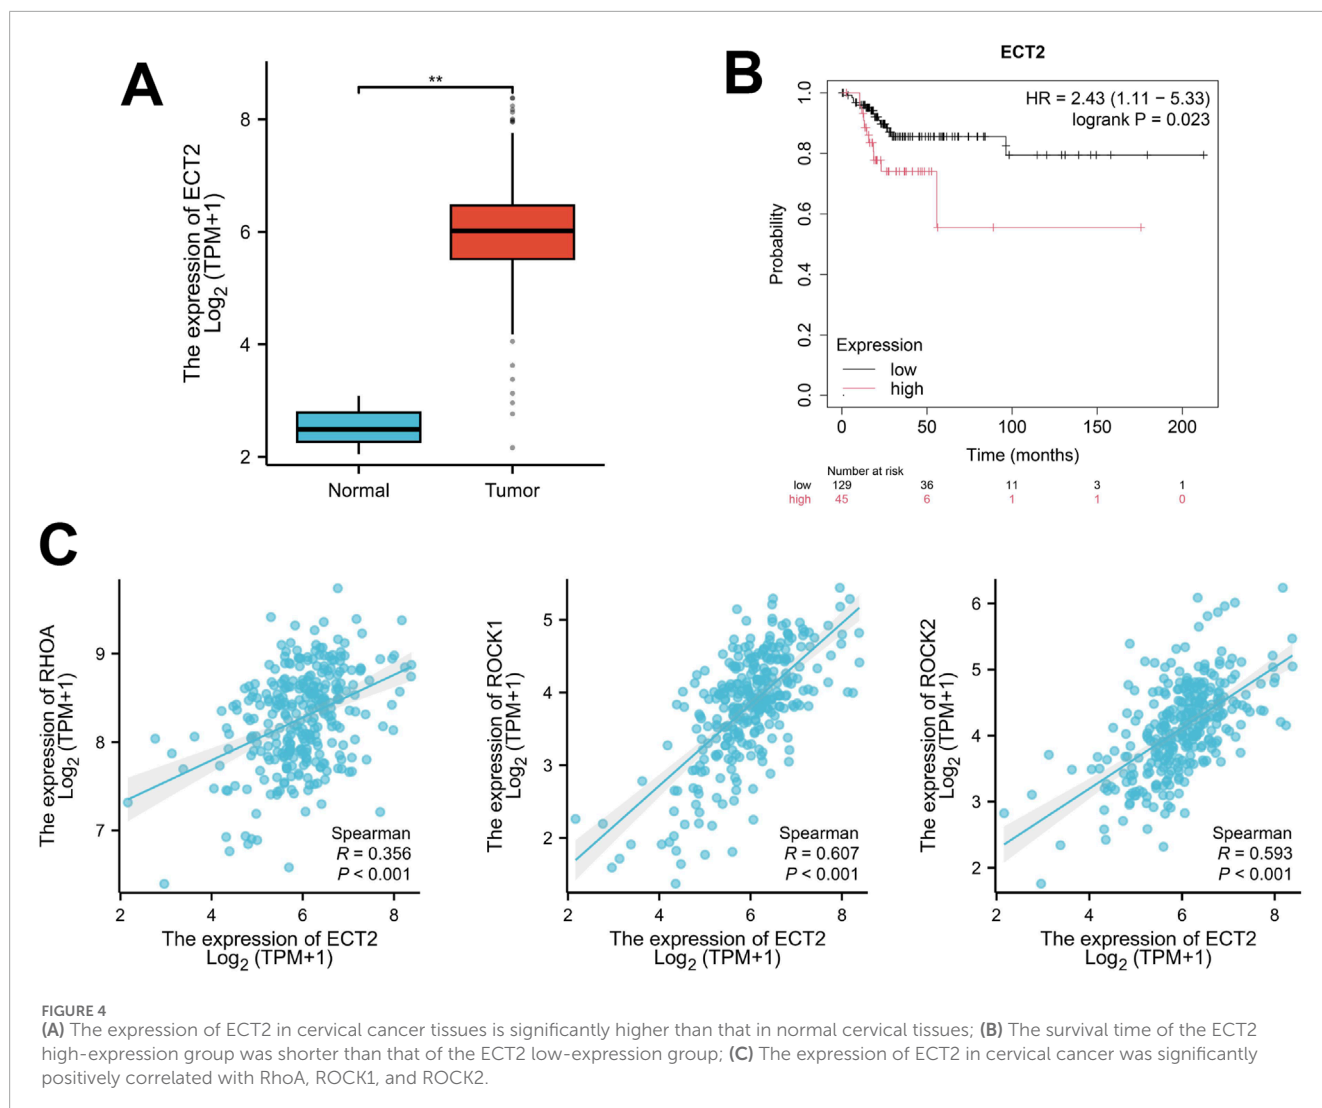 A
The expression of ECT2
Log2 (TPM+1)
8
6
4
2
**
Normal
Tumor
B
ECT2
HR = 2.43 (1.11 − 5.33)
logrank P = 0.023
Probability
1.0
0.8
0.6
0.4
0.2
0.0
Expression
low
high
0 50 100 150 200
Time (months)
Number at risk
low 129 36 11 3 1
high 45 6 1 1 0
C
The expression of RHOA
Log2 (TPM+1)
9
8
7
Spearman
R = 0.356
P < 0.001
2 4 6 8
The expression of ECT2
Log2 (TPM+1)
The expression of ROCK1
Log2 (TPM+1)
5
4
3
2
Spearman
R = 0.607
P < 0.001
2 4 6 8
The expression of ECT2
Log2 (TPM+1)
The expression of ROCK2
Log2 (TPM+1)
6
5
4
3
2
Spearman
R = 0.593
P < 0.001
2 4 6 8
The expression of ECT2
Log2 (TPM+1)
FIGURE 4
(A) The expression of ECT2 in cervical cancer tissues is significantly higher than that in normal cervical tissues; (B) The survival time of the ECT2
high-expression group was shorter than that of the ECT2 low-expression group; (C) The expression of ECT2 in cervical cancer was significantly
positively correlated with RhoA, ROCK1, and ROCK2.